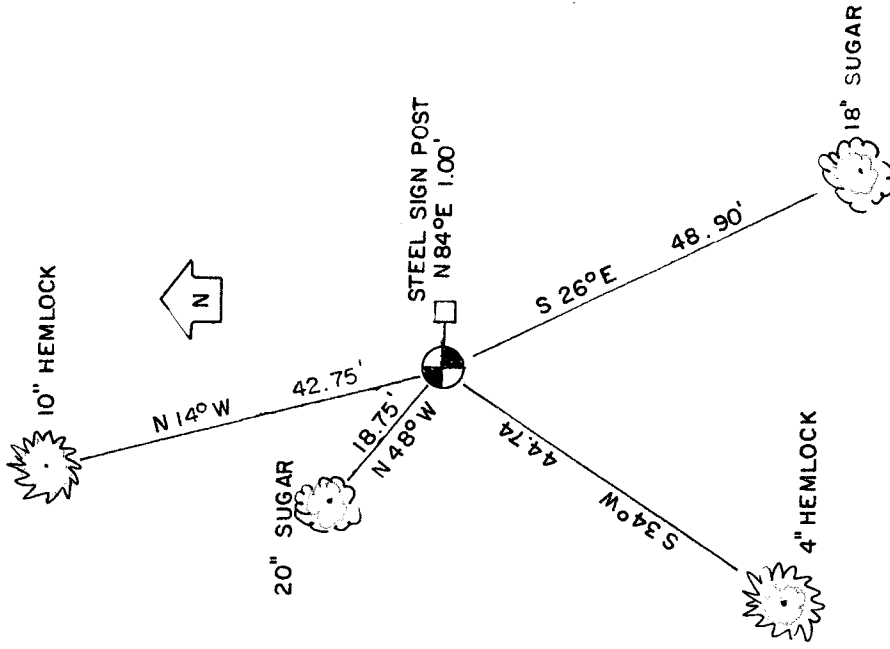 10" HEMLOCK
N
N 14° W 42.75'
STEEL SIGN POST
N 84° E 1.00'
20" SUGAR
18.75'
N 48° W
S 26° E 48.90'
18" SUGAR
44.74
S 34° W
4" HEMLOCK